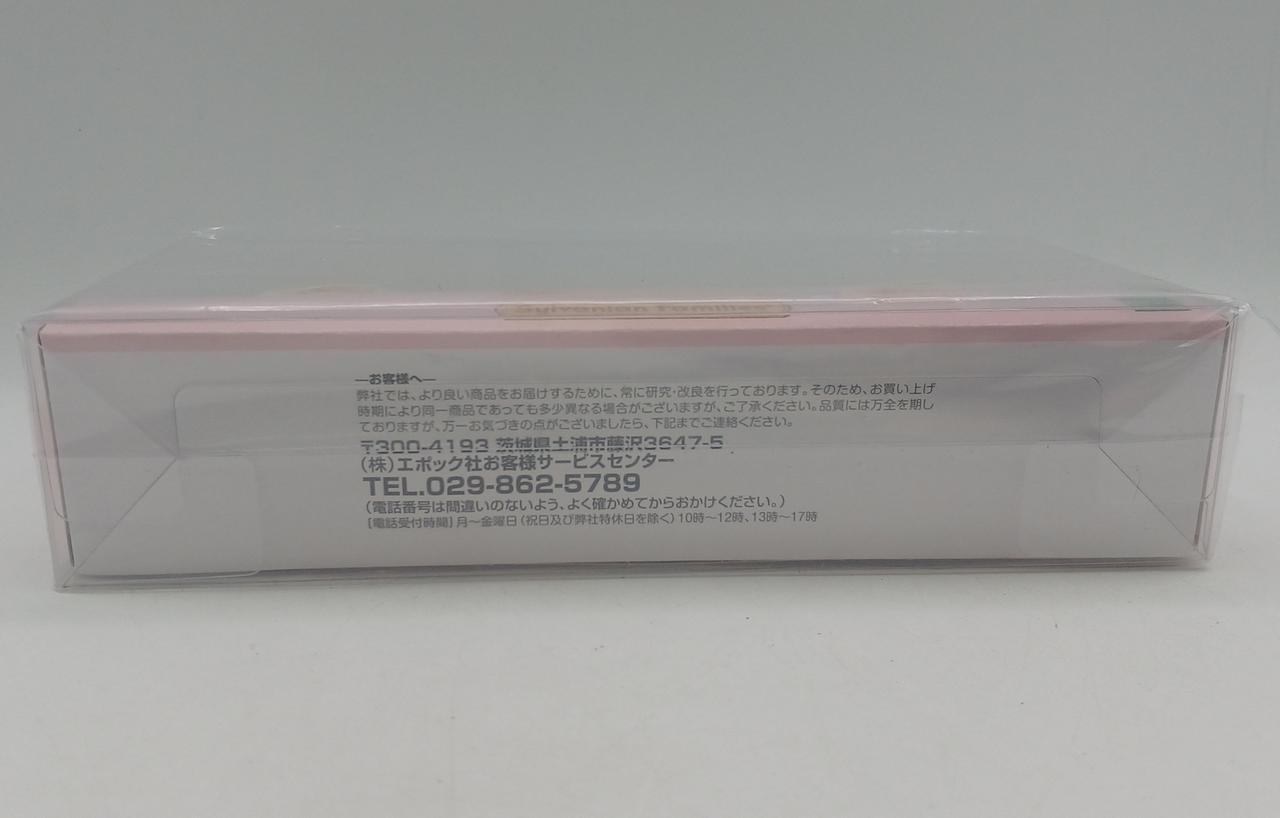 Sylvanian Families
―お客様へ―
弊社では、より良い商品をお届けするために、常に研究・改良を行っております。そのため、お買い上げ
時期により同一商品であっても多少異なる場合がございますが、ご了承ください。品質には万全を期し
ておりますが、万一お気づきの点がございましたら、下記までご連絡ください。
〒300-4193 茨城県土浦市藤沢3647-5
(株)エポック社お客様サービスセンター
TEL.029-862-5789
(電話番号は間違いのないよう、よく確かめてからおかけください。)
[電話受付時間]月〜金曜日(祝日及び弊社特休日を除く)10時〜12時、13時〜17時